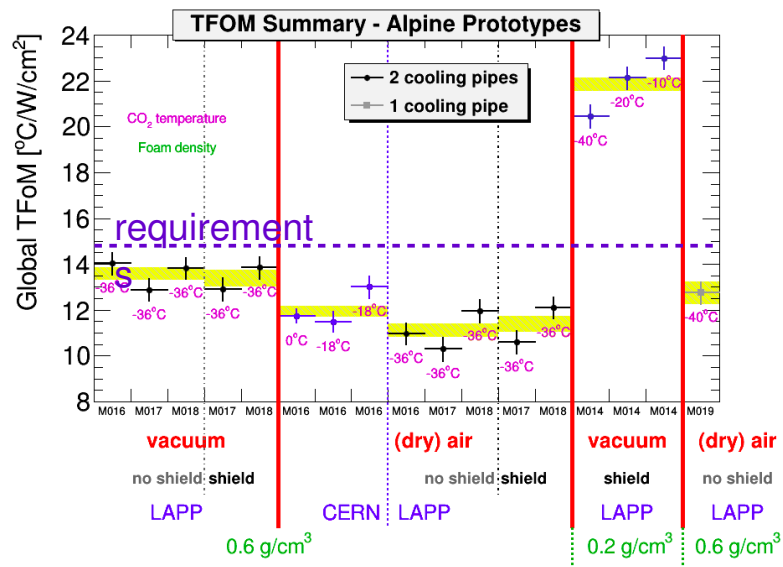 TFOM Summary - Alpine Prototypes
Global TFoM [°C/W/cm²]
24
22
20
18
16
14
12
10
8
2 cooling pipes
1 cooling pipe
CO₂ temperature
Foam density
requirement
s
-36°C
-36°C
-36°C
-36°C
-36°C
0°C
-18°C
-18°C
-36°C
-36°C
-36°C
-36°C
-36°C
-40°C
-20°C
-10°C
-40°C
M016 M017 M018 M017 M018 M016 M016 M016 M016 M017 M018 M017 M018 M014 M014 M014 M019
vacuum (dry) air vacuum (dry) air
no shield shield no shield shield shield no shield
LAPP CERN LAPP LAPP LAPP
0.6 g/cm³ 0.2 g/cm³ 0.6 g/cm³